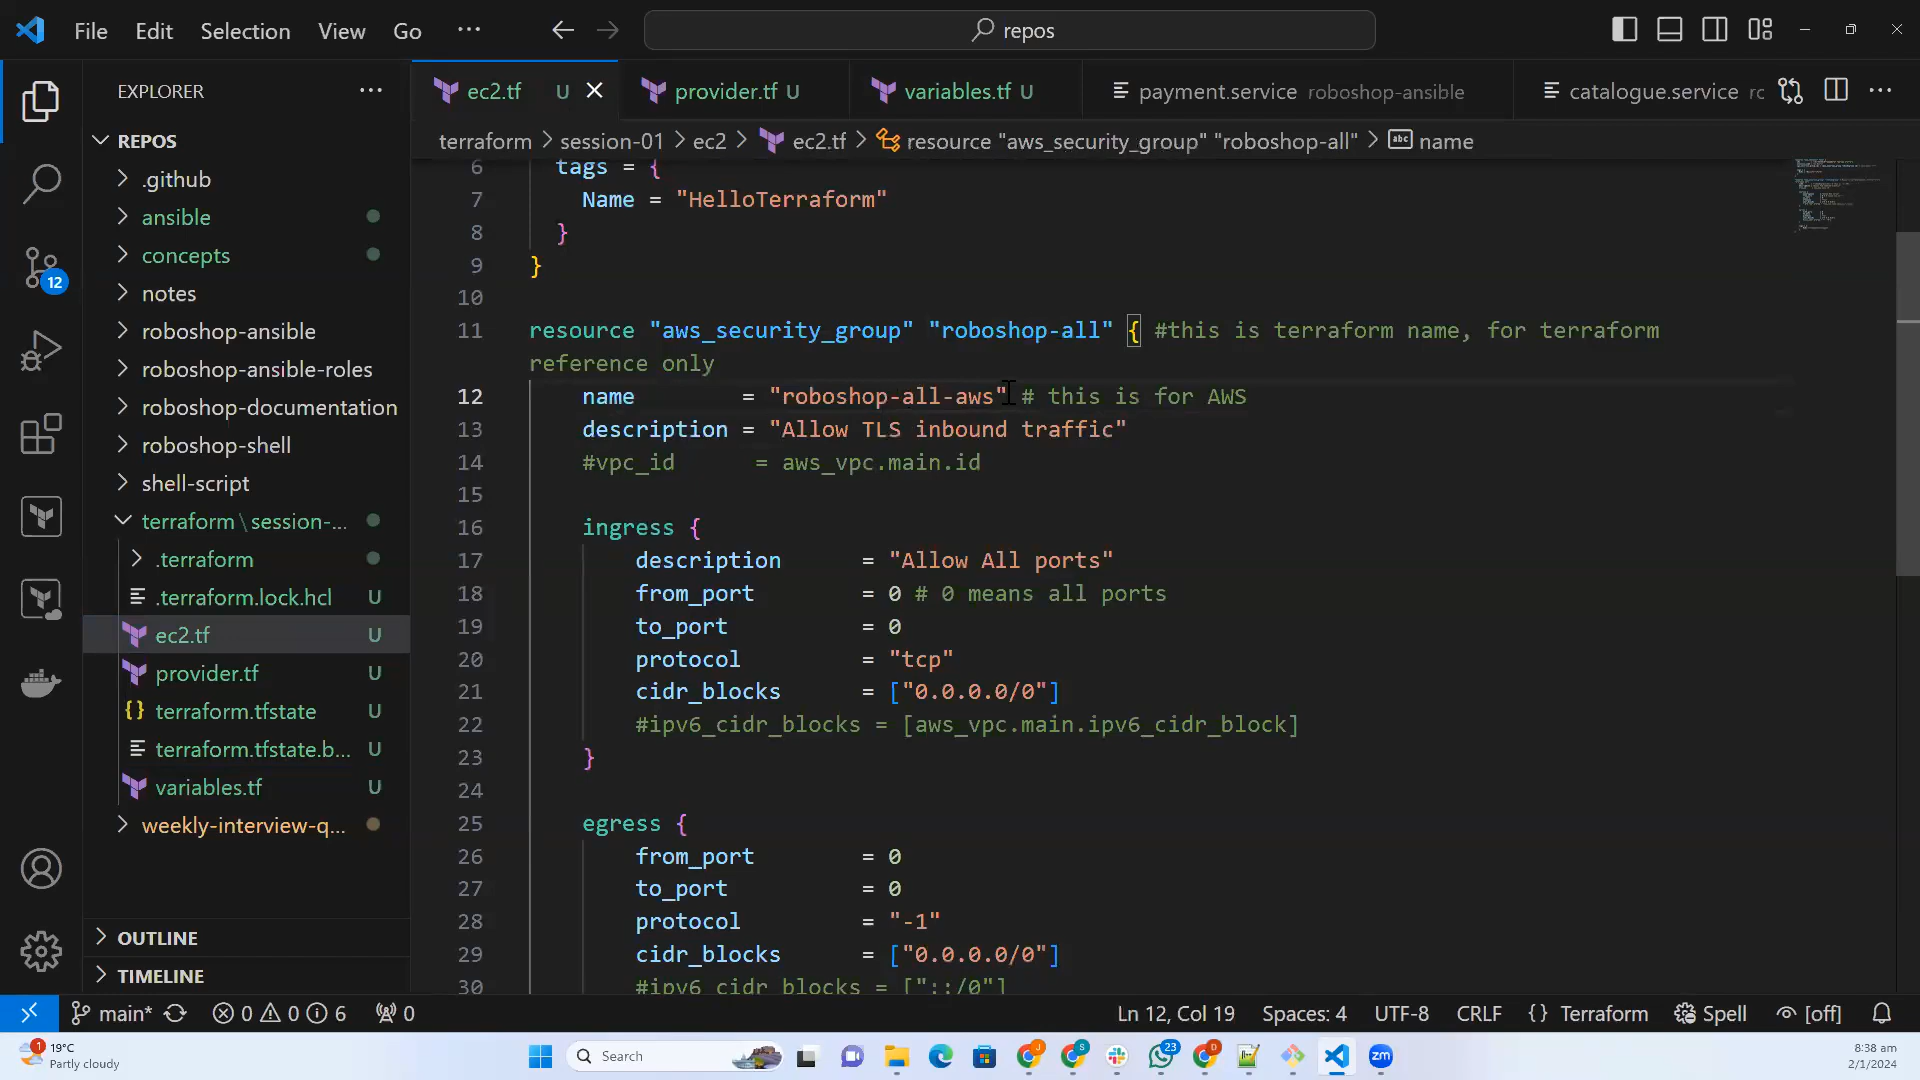 File Edit Selection View Go ··· repos
EXPLORER ···
REPOS
.github
ansible
concepts
notes
roboshop-ansible
roboshop-ansible-roles
roboshop-documentation
roboshop-shell
shell-script
terraform\session-...
.terraform
.terraform.lock.hcl U
ec2.tf U
provider.tf U
terraform.tfstate U
terraform.tfstate.b... U
variables.tf U
weekly-interview-q...
OUTLINE
TIMELINE
12
ec2.tf U provider.tf U variables.tf U payment.service roboshop-ansible catalogue.service rc
terraform > session-01 > ec2 > ec2.tf > resource "aws_security_group" "roboshop-all" > abc name
6 tags = {
7 Name = "HelloTerraform"
8 }
9 }
10
11 resource "aws_security_group" "roboshop-all" { #this is terraform name, for terraform
reference only
12 name = "roboshop-all-aws" # this is for AWS
13 description = "Allow TLS inbound traffic"
14 #vpc_id = aws_vpc.main.id
15
16 ingress {
17 description = "Allow All ports"
18 from_port = 0 # 0 means all ports
19 to_port = 0
20 protocol = "tcp"
21 cidr_blocks = ["0.0.0.0/0"]
22 #ipv6_cidr_blocks = [aws_vpc.main.ipv6_cidr_block]
23 }
24
25 egress {
26 from_port = 0
27 to_port = 0
28 protocol = "-1"
29 cidr_blocks = ["0.0.0.0/0"]
30 #ipv6_cidr_blocks = ["::/0"]
main* 0 0 6 0 Ln 12, Col 19 Spaces: 4 UTF-8 CRLF {} Terraform Spell [off]
1 19°C
Partly cloudy
Search
J S 23 D zm
8:38 am
2/1/2024